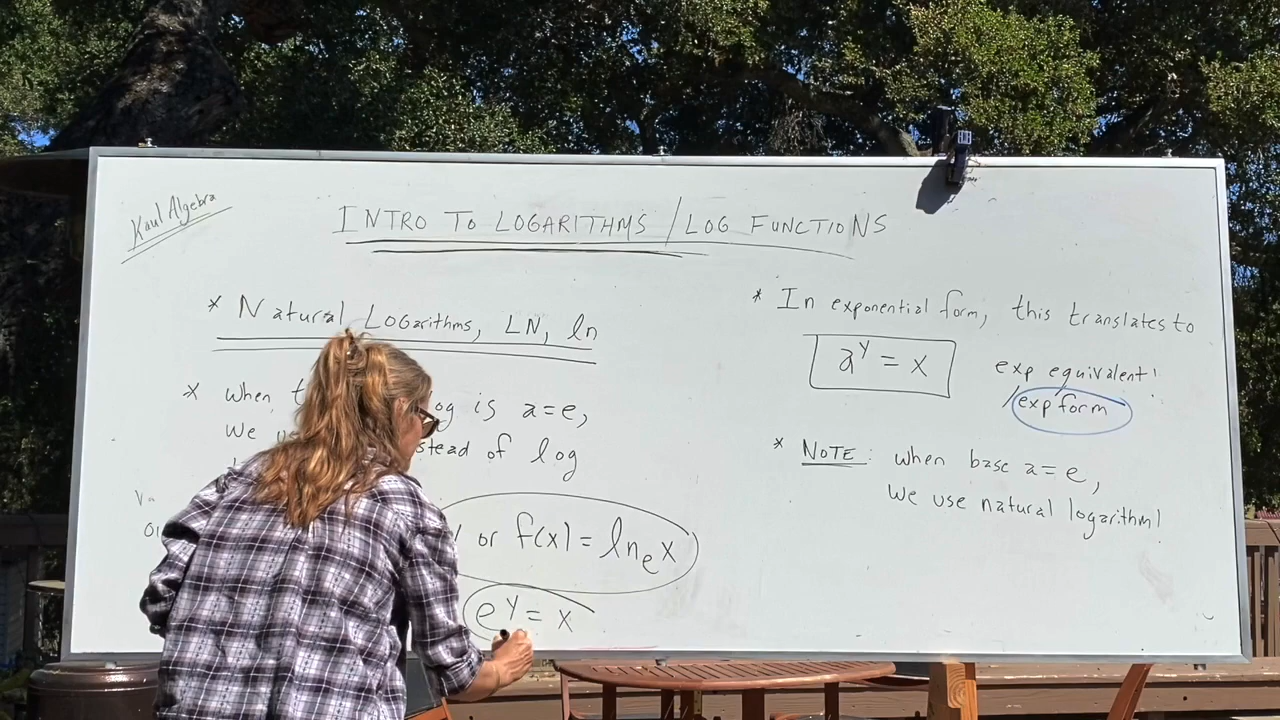 Kaul Algebra
INTRO TO LOGARITHMS / LOG FUNCTIONS
* Natural Logarithms, LN, ln
* when og is a=e,
we stead of log
or f(x) = ln e x
e^y = x
* In exponential form, this translates to
a^y = x
exp equivalent!
exp form
* NOTE: when base a=e,
we use natural logarithm!